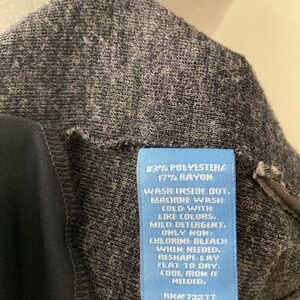 83% POLYESTER/
17% RAYON
WASH INSIDE OUT.
MACHINE WASH
COLD WITH
LIKE COLORS.
MILD DETERGENT.
ONLY NON-
CHLORINE BLEACH
WHEN NEEDED.
RESHAPE LAY
FLAT TO DRY.
COOL IRON IF
NEEDED.
RN# 73277